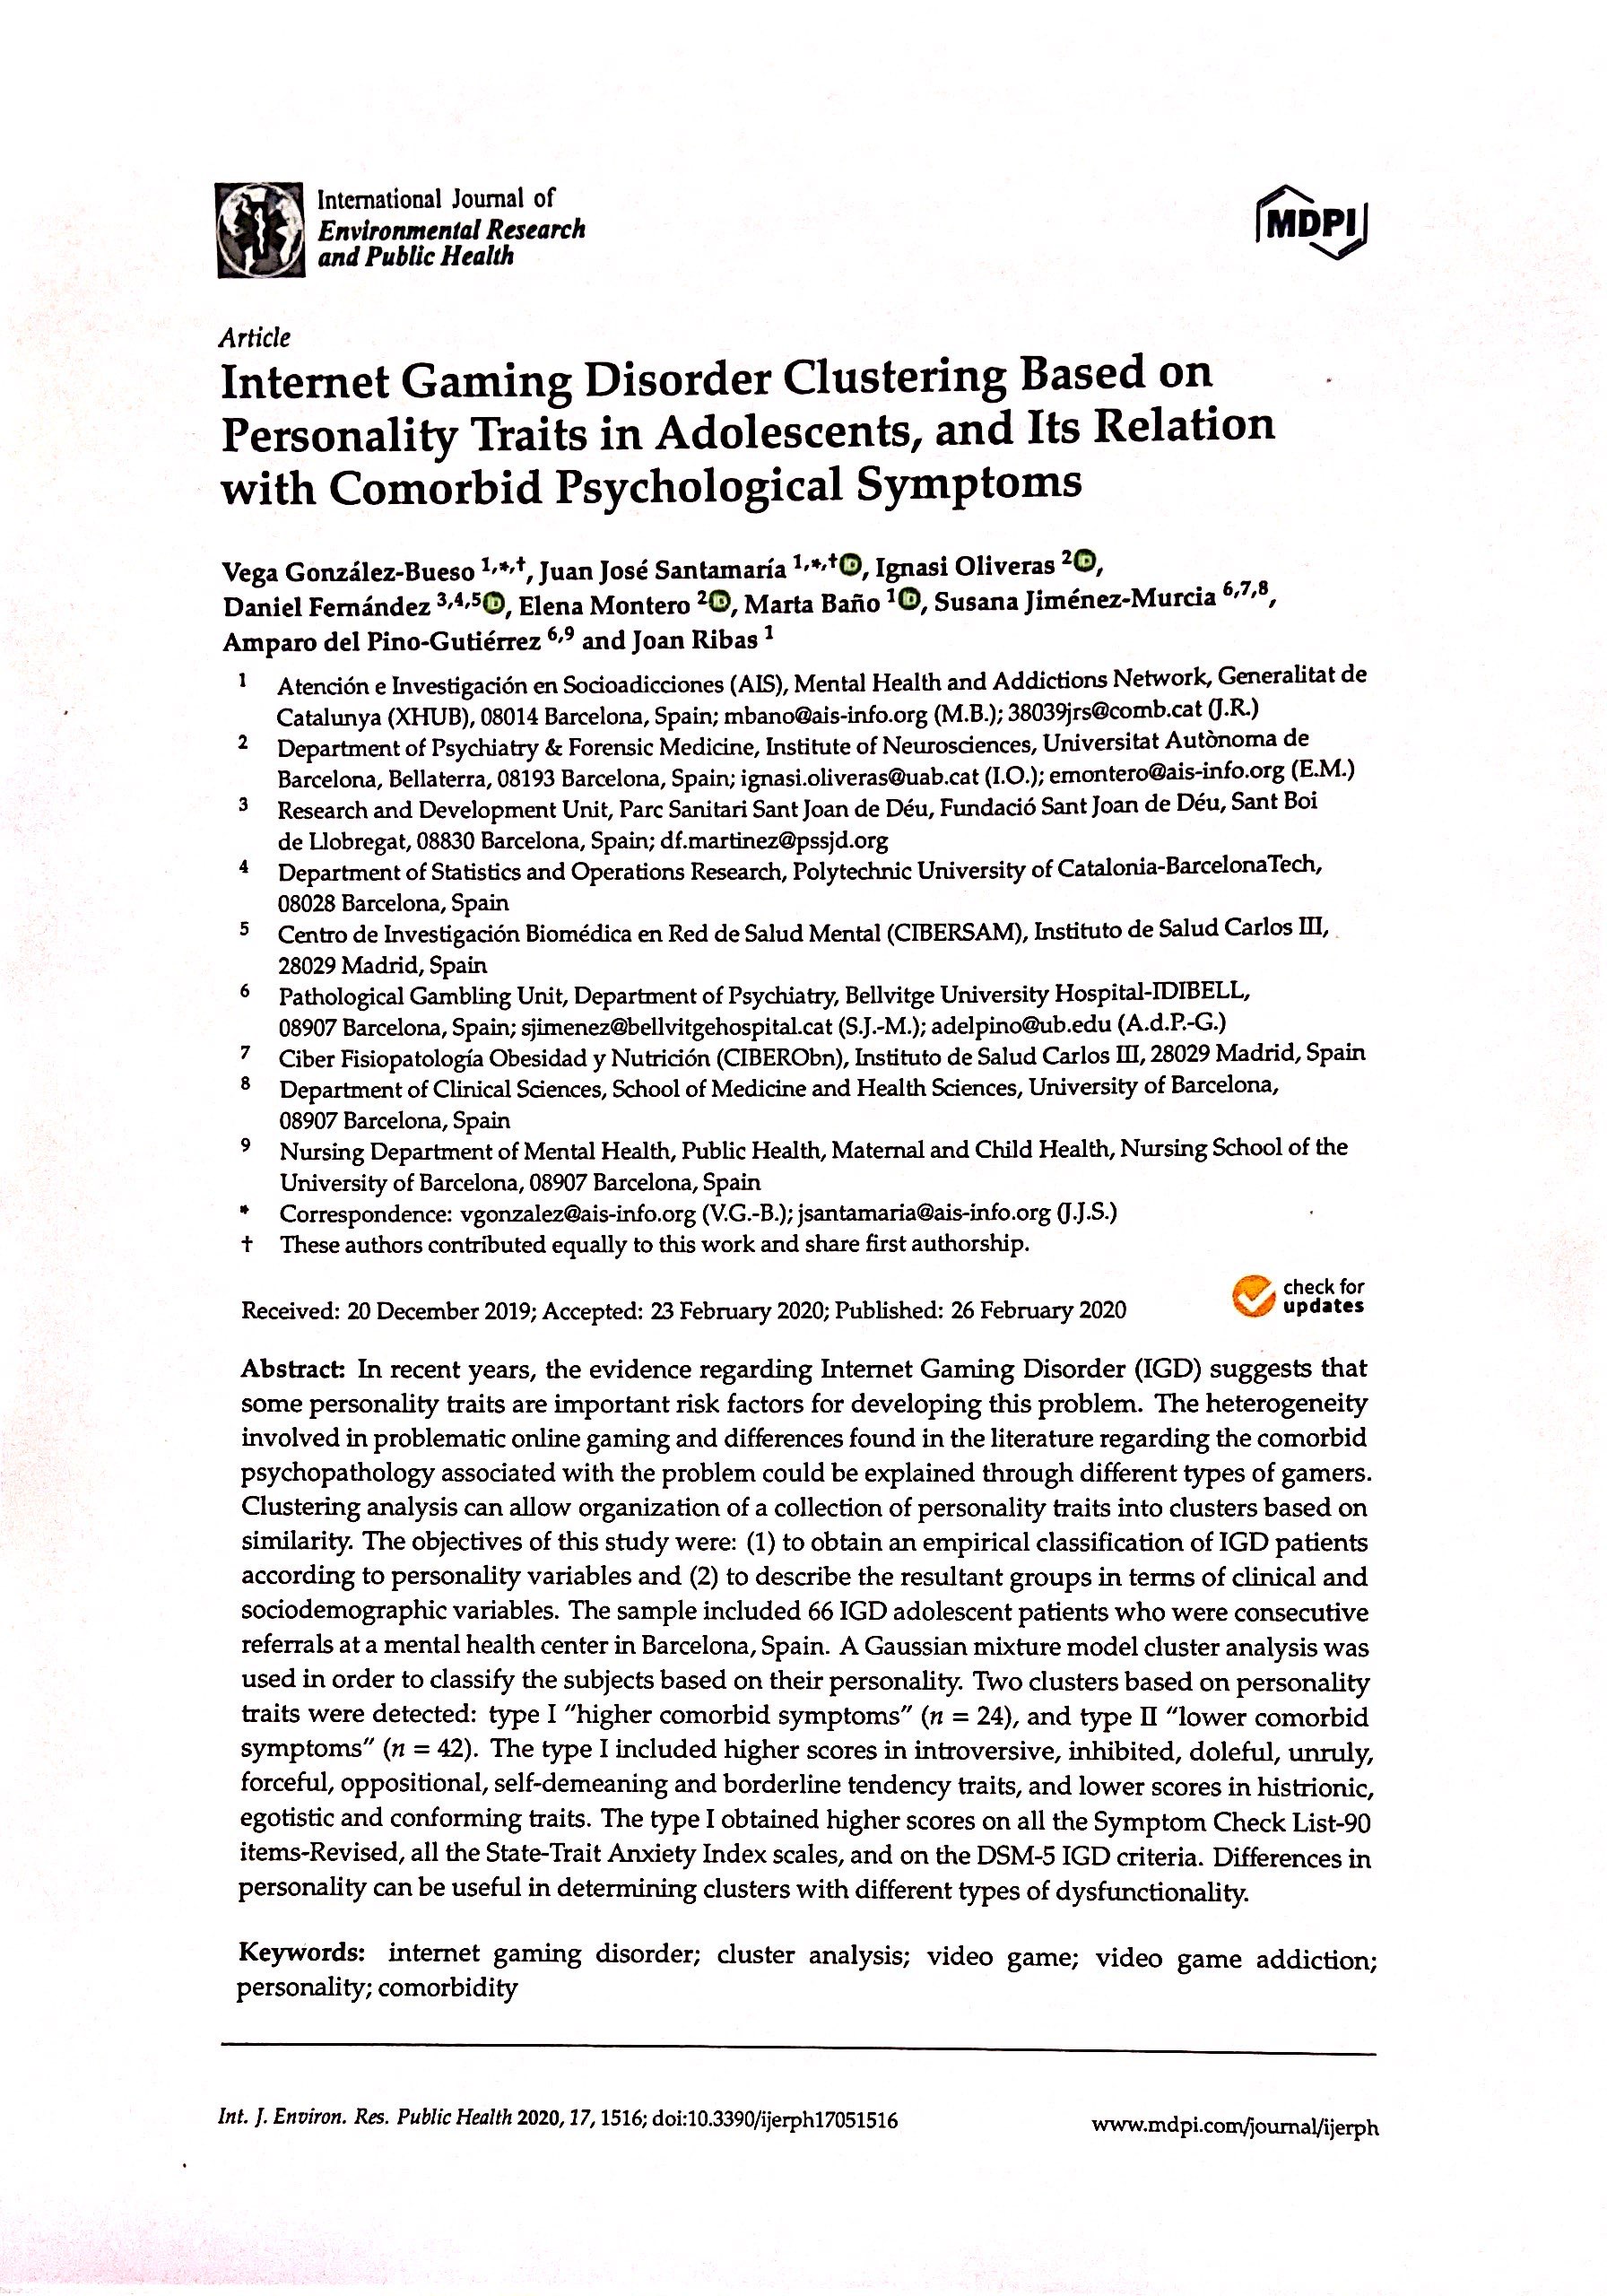 International Journal of
Environmental Research
and Public Health
MDPI
Article
Internet Gaming Disorder Clustering Based on
Personality Traits in Adolescents, and Its Relation
with Comorbid Psychological Symptoms
Vega González-Bueso 1,*,†, Juan José Santamaría 1,*,† iD, Ignasi Oliveras 2 iD,
Daniel Fernández 3,4,5 iD, Elena Montero 2 iD, Marta Baño 1 iD, Susana Jiménez-Murcia 6,7,8,
Amparo del Pino-Gutiérrez 6,9 and Joan Ribas 1
1 Atención e Investigación en Socioadicciones (AIS), Mental Health and Addictions Network, Generalitat de
Catalunya (XHUB), 08014 Barcelona, Spain; mbano@ais-info.org (M.B.); 38039jrs@comb.cat (J.R.)
2 Department of Psychiatry & Forensic Medicine, Institute of Neurosciences, Universitat Autònoma de
Barcelona, Bellaterra, 08193 Barcelona, Spain; ignasi.oliveras@uab.cat (I.O.); emontero@ais-info.org (E.M.)
3 Research and Development Unit, Parc Sanitari Sant Joan de Déu, Fundació Sant Joan de Déu, Sant Boi
de Llobregat, 08830 Barcelona, Spain; df.martinez@pssjd.org
4 Department of Statistics and Operations Research, Polytechnic University of Catalonia-BarcelonaTech,
08028 Barcelona, Spain
5 Centro de Investigación Biomédica en Red de Salud Mental (CIBERSAM), Instituto de Salud Carlos III,
28029 Madrid, Spain
6 Pathological Gambling Unit, Department of Psychiatry, Bellvitge University Hospital-IDIBELL,
08907 Barcelona, Spain; sjimenez@bellvitgehospital.cat (S.J.-M.); adelpino@ub.edu (A.d.P.-G.)
7 Ciber Fisiopatología Obesidad y Nutrición (CIBERObn), Instituto de Salud Carlos III, 28029 Madrid, Spain
8 Department of Clinical Sciences, School of Medicine and Health Sciences, University of Barcelona,
08907 Barcelona, Spain
9 Nursing Department of Mental Health, Public Health, Maternal and Child Health, Nursing School of the
University of Barcelona, 08907 Barcelona, Spain
* Correspondence: vgonzalez@ais-info.org (V.G.-B.); jsantamaria@ais-info.org (J.J.S.)
† These authors contributed equally to this work and share first authorship.
check for
updates
Received: 20 December 2019; Accepted: 23 February 2020; Published: 26 February 2020
Abstract: In recent years, the evidence regarding Internet Gaming Disorder (IGD) suggests that
some personality traits are important risk factors for developing this problem. The heterogeneity
involved in problematic online gaming and differences found in the literature regarding the comorbid
psychopathology associated with the problem could be explained through different types of gamers.
Clustering analysis can allow organization of a collection of personality traits into clusters based on
similarity. The objectives of this study were: (1) to obtain an empirical classification of IGD patients
according to personality variables and (2) to describe the resultant groups in terms of clinical and
sociodemographic variables. The sample included 66 IGD adolescent patients who were consecutive
referrals at a mental health center in Barcelona, Spain. A Gaussian mixture model cluster analysis was
used in order to classify the subjects based on their personality. Two clusters based on personality
traits were detected: type I "higher comorbid symptoms" (n = 24), and type II "lower comorbid
symptoms" (n = 42). The type I included higher scores in introversive, inhibited, doleful, unruly,
forceful, oppositional, self-demeaning and borderline tendency traits, and lower scores in histrionic,
egotistic and conforming traits. The type I obtained higher scores on all the Symptom Check List-90
items-Revised, all the State-Trait Anxiety Index scales, and on the DSM-5 IGD criteria. Differences in
personality can be useful in determining clusters with different types of dysfunctionality.
Keywords: internet gaming disorder; cluster analysis; video game; video game addiction;
personality; comorbidity
Int. J. Environ. Res. Public Health 2020, 17, 1516; doi:10.3390/ijerph17051516
www.mdpi.com/journal/ijerph